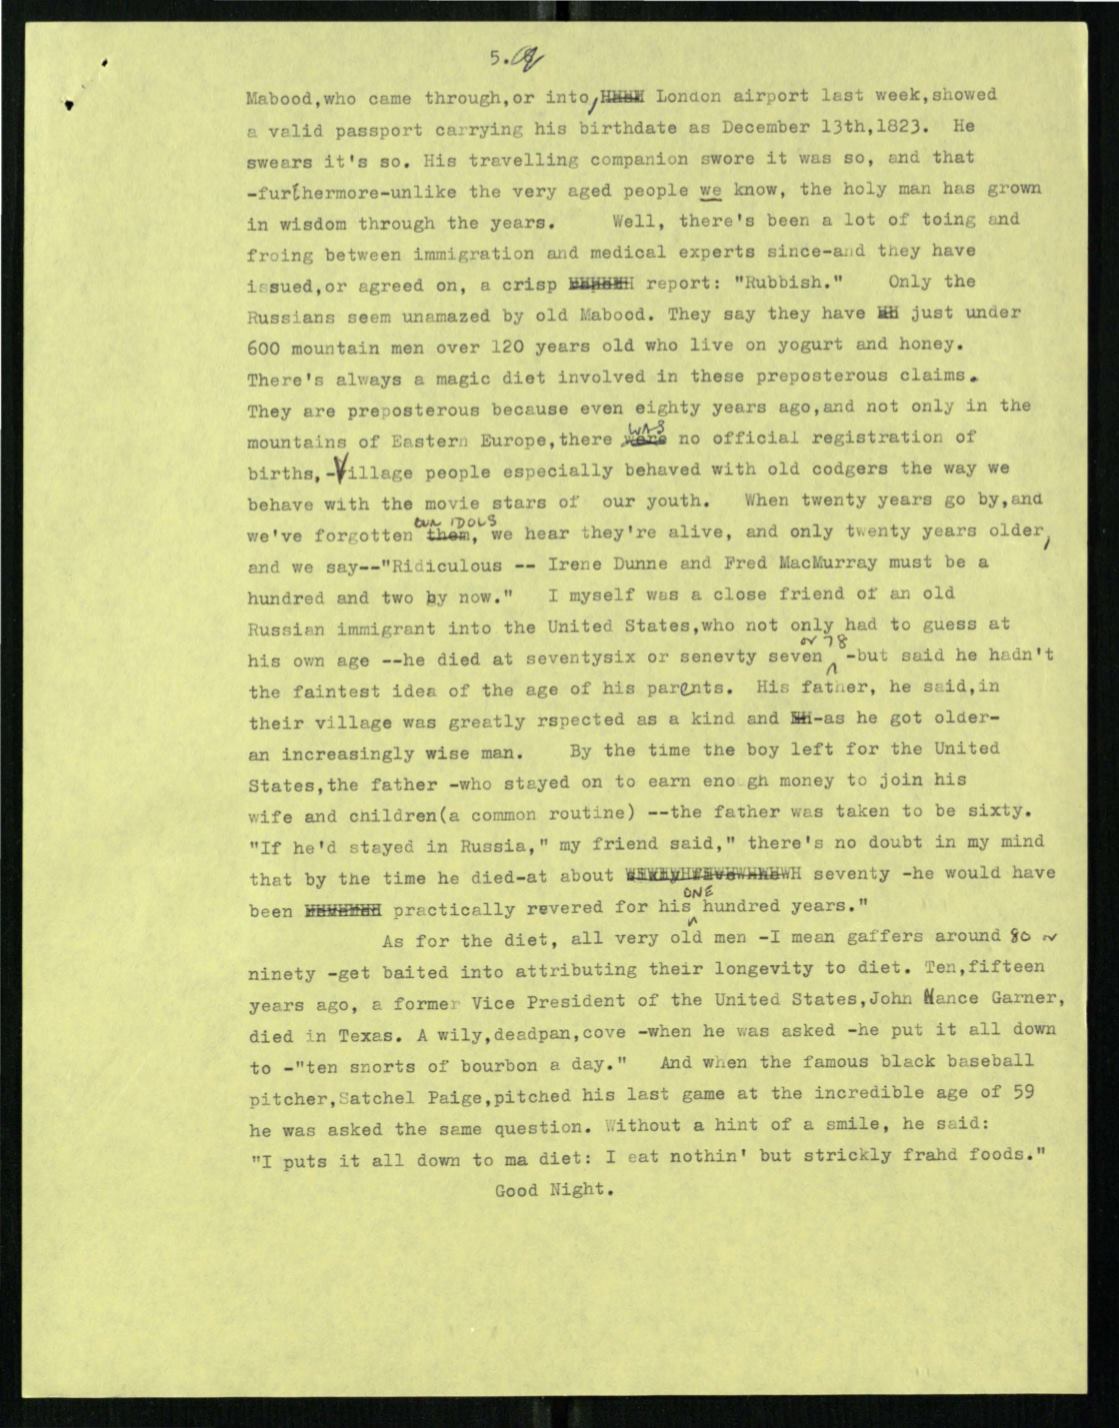 5.
Mabood,who came through,or into, London airport last week,showed
a valid passport carrying his birthdate as December 13th,1823. He
swears it's so. His travelling companion swore it was so, and that
-furthermore-unlike the very aged people we know, the holy man has grown
in wisdom through the years. Well, there's been a lot of toing and
froing between immigration and medical experts since-and they have
issued,or agreed on, a crisp report: "Rubbish." Only the
Russians seem unamazed by old Mabood. They say they have just under
600 mountain men over 120 years old who live on yogurt and honey.
There's always a magic diet involved in these preposterous claims.
They are preposterous because even eighty years ago,and not only in the
mountains of Eastern Europe,there were WAS no official registration of
births,-Village people especially behaved with old codgers the way we
behave with the movie stars of our youth. When twenty years go by,and
we've forgotten them, OUR IDOLS we hear they're alive, and only twenty years older,
and we say--"Ridiculous -- Irene Dunne and Fred MacMurray must be a
hundred and two by now." I myself was a close friend of an old
Russian immigrant into the United States,who not only had to guess at
his own age --he died at seventysix or senevty seven or 78 -but said he hadn't
the faintest idea of the age of his parents. His father, he said,in
their village was greatly rspected as a kind and -as he got older-
an increasingly wise man. By the time the boy left for the United
States,the father -who stayed on to earn eno gh money to join his
wife and children(a common routine) --the father was taken to be sixty.
"If he'd stayed in Russia," my friend said," there's no doubt in my mind
that by the time he died-at about seventy -he would have
been practically revered for his ONE hundred years."
As for the diet, all very old men -I mean gaffers around 80 or
ninety -get baited into attributing their longevity to diet. Ten,fifteen
years ago, a former Vice President of the United States,John Nance Garner,
died in Texas. A wily,deadpan,cove -when he was asked -he put it all down
to -"ten snorts of bourbon a day." And when the famous black baseball
pitcher,Satchel Paige,pitched his last game at the incredible age of 59
he was asked the same question. Without a hint of a smile, he said:
"I puts it all down to ma diet: I eat nothin' but strickly frahd foods."
Good Night.